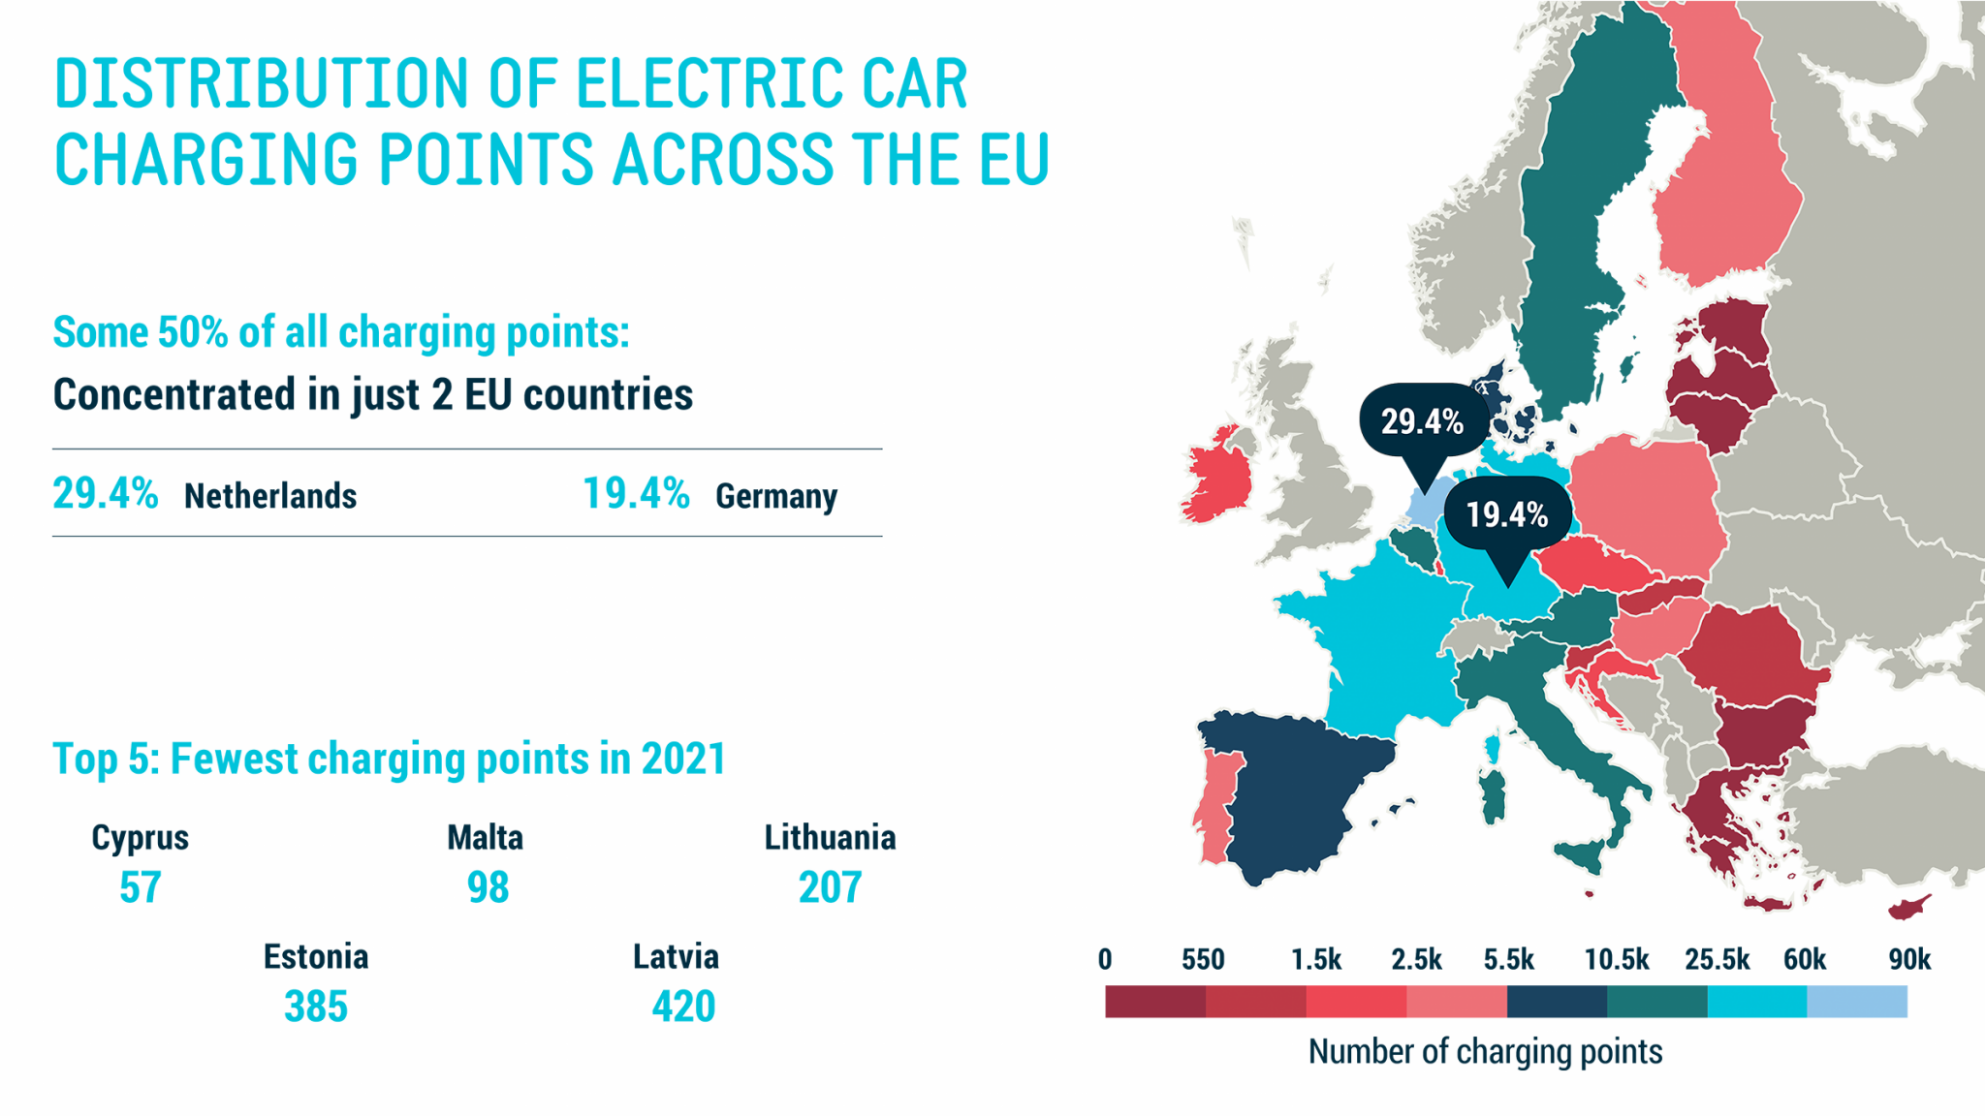 DISTRIBUTION OF ELECTRIC CAR
CHARGING POINTS ACROSS THE EU
Some 50% of all charging points:
Concentrated in just 2 EU countries
29.4% Netherlands 19.4% Germany
Top 5: Fewest charging points in 2021
Cyprus Malta Lithuania
57 98 207
Estonia Latvia
385 420
29.4%
19.4%
0 550 1.5k 2.5k 5.5k 10.5k 25.5k 60k 90k
Number of charging points